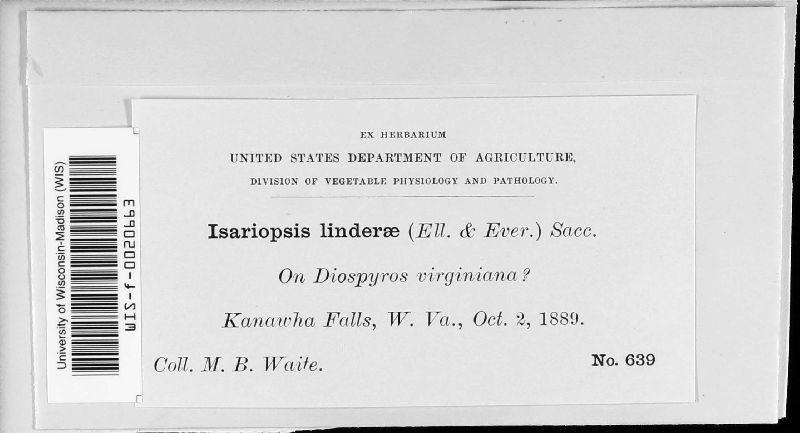 EX HERBARIUM
UNITED STATES DEPARTMENT OF AGRICULTURE,
DIVISION OF VEGETABLE PHYSIOLOGY AND PATHOLOGY.
Isariopsis linderæ (Ell. & Ever.) Sacc.
On Diospyros virginiana?
Kanawha Falls, W. Va., Oct. 2, 1889.
Coll. M. B. Waite.
No. 639
University of Wisconsin-Madison (WIS)
WIS-f-0020693